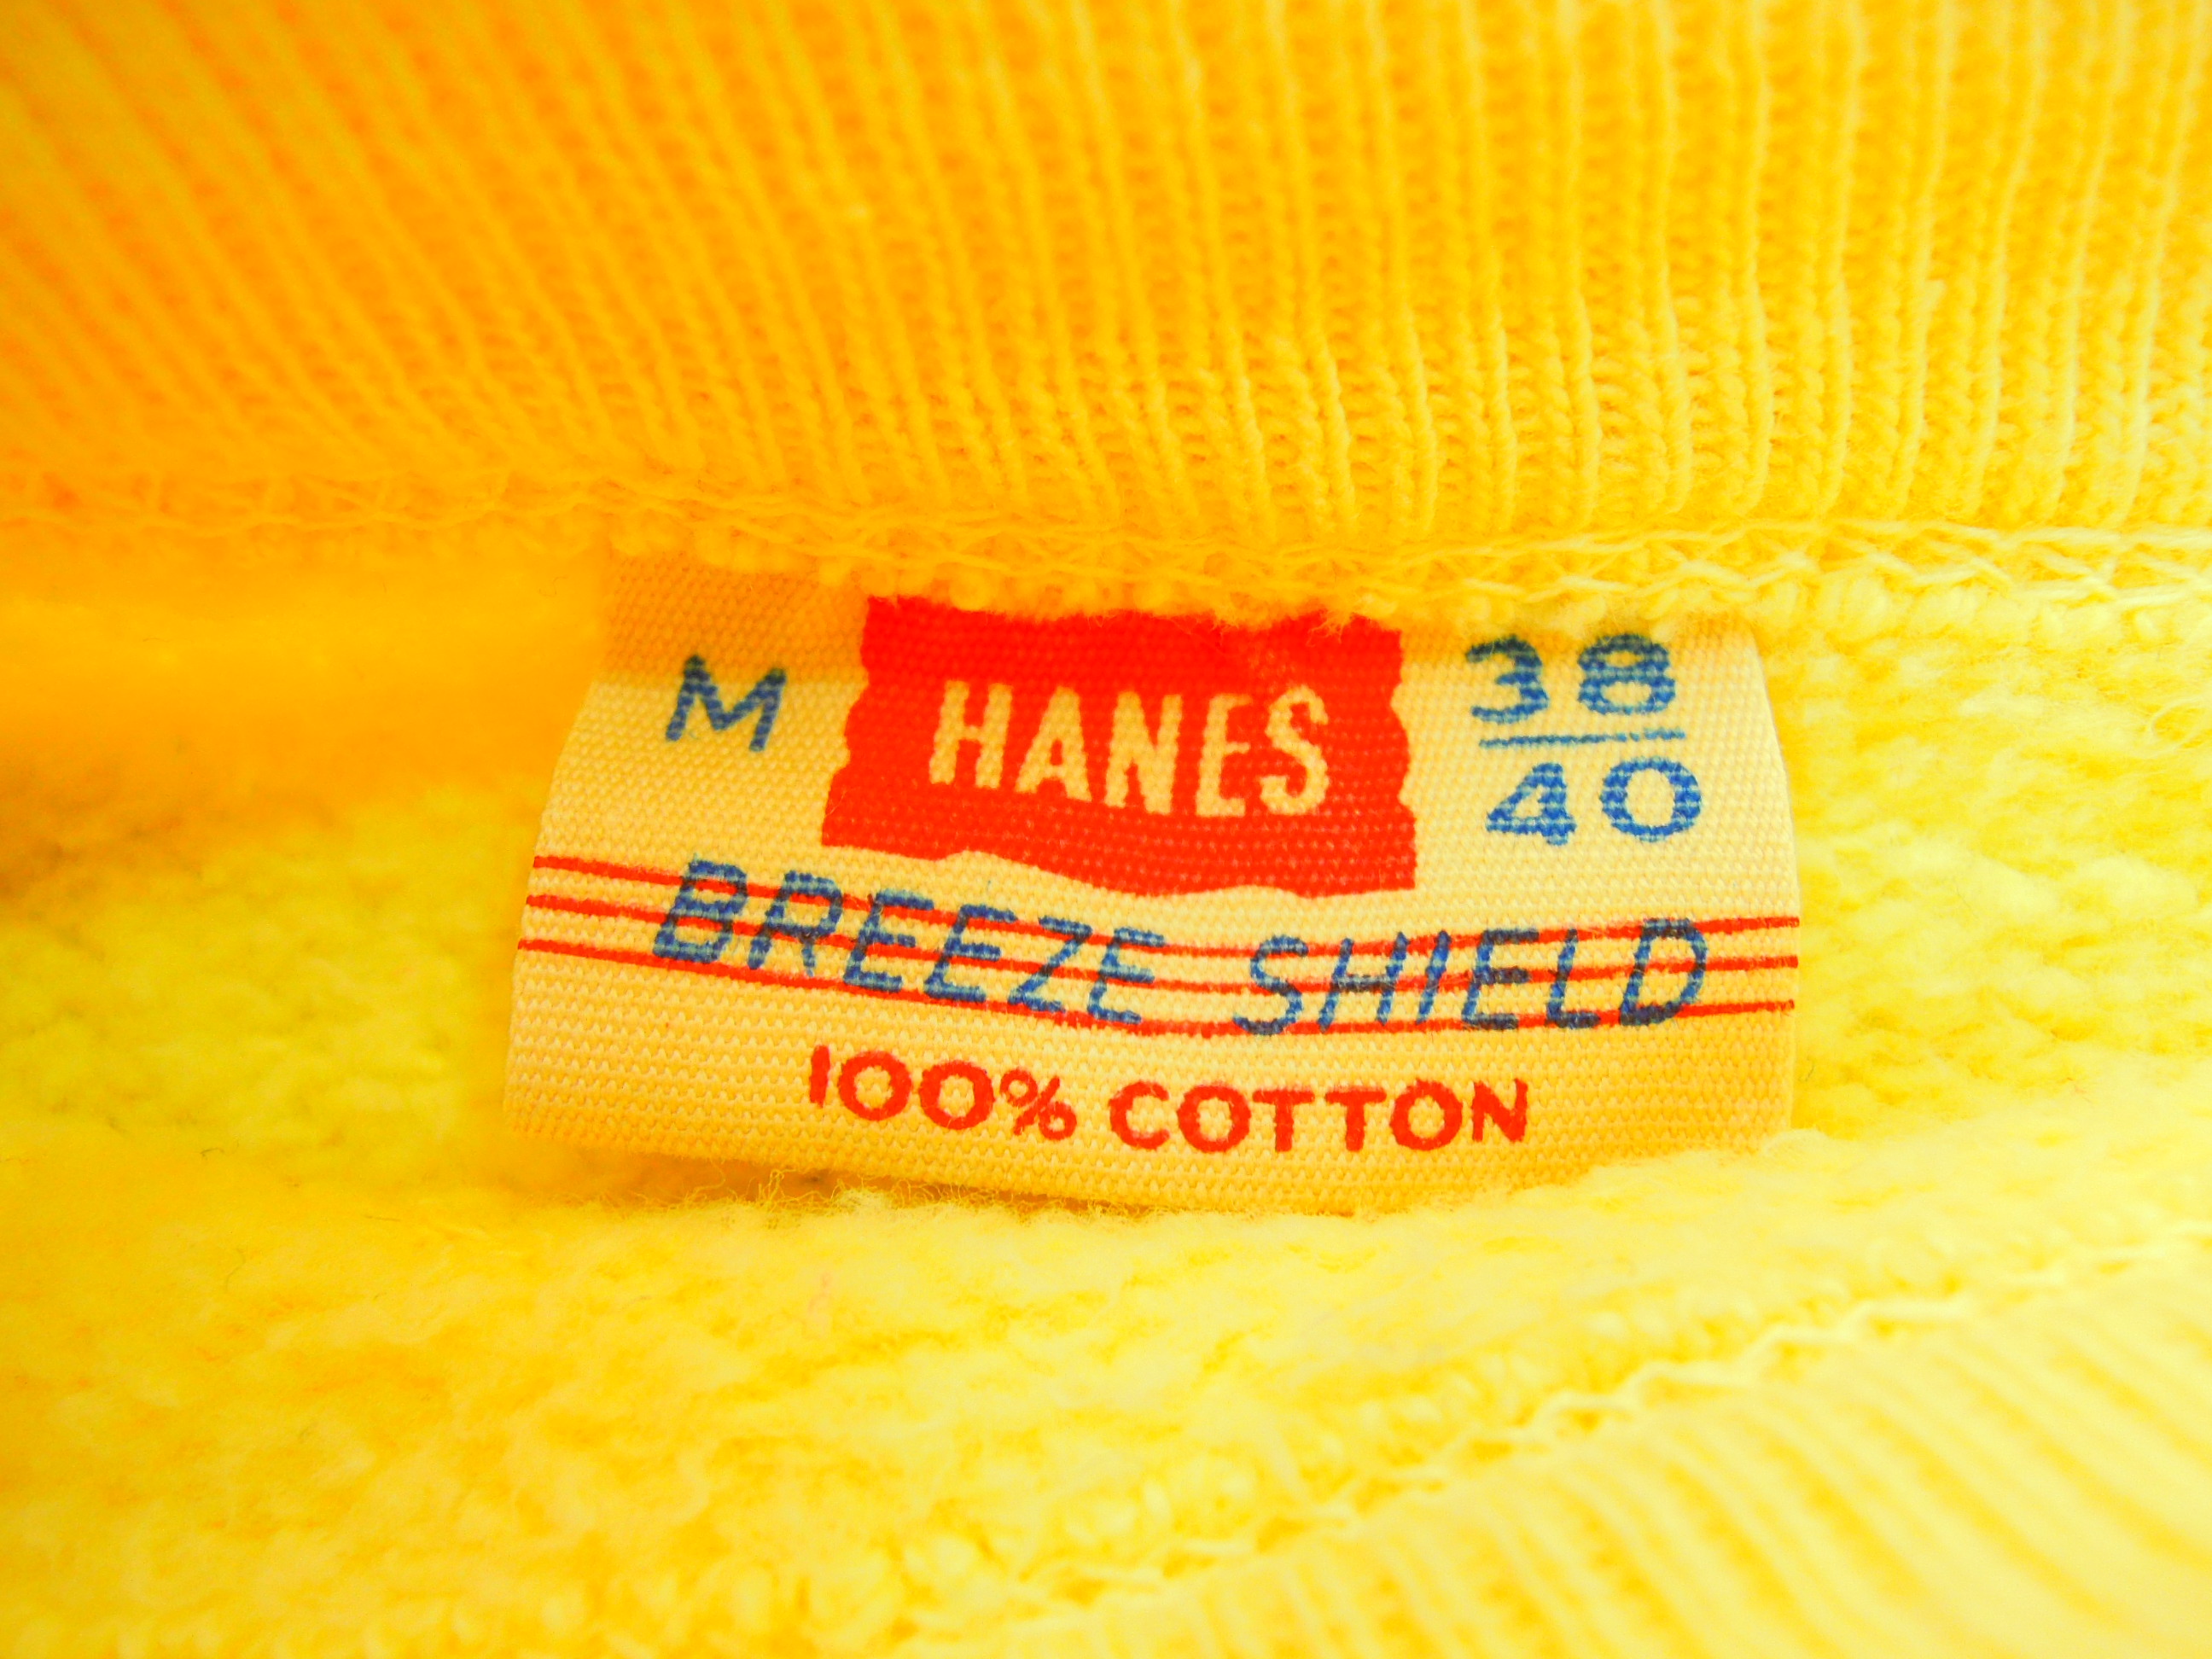 M HANES 38
40
BREEZE SHIELD
100% COTTON